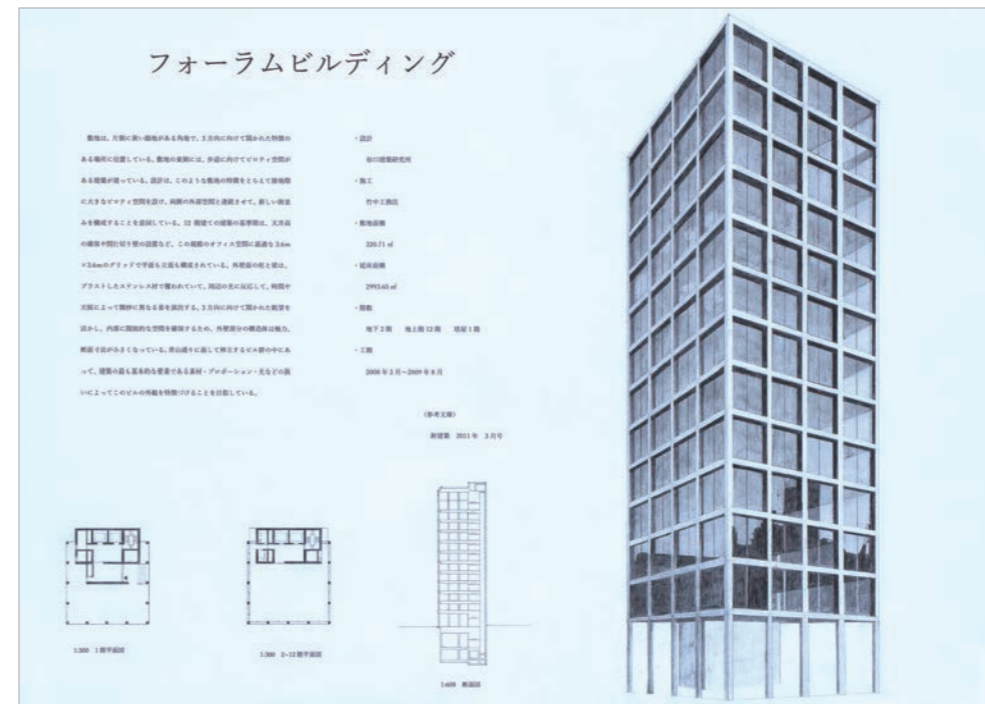 フォーラムビルディング
敷地は、片側に狭い路地がある角地で、3方向に向けて開かれた特徴の
ある場所に位置している。敷地の東側には、歩道に向けてピロティ空間が
ある建築が建っている。設計は、このような敷地の特徴をとらえて接地階
に大きなピロティ空間を設け、両側の外部空間と連続させて、新しい街並
みを構成することを意図している。12 階建ての建築の基準階は、天井高
の確保や間仕切り壁の設置など、この規模のオフィス空間に最適な 3.6m
×3.6mのグリッドで平面も立面も構成されている。外壁面の柱と梁は、
ブラストしたステンレス材で覆われていて、周辺の光に反応して、時間や
天候によって微妙に異なる姿を演出する。3方向に向けて開かれた眺望を
活かし、内部に開放的な空間を確保するため、外壁部分の構造体は極力、
断面寸法が小さくなっている。青山通りに面して林立するビル群の中にあ
って、建築の最も基本的な要素である素材・プロポーション・光などの扱
いによってこのビルの外観を特徴づけることを目指している。
・設計
谷口建築研究所
・施工
竹中工務店
・敷地面積
320.71 ㎡
・延床面積
2993.65 ㎡
・階数
地下2階 地上階12階 塔屋1階
・工期
2008年3月〜2009年8月
（参考文献）
新建築 2011年 3月号
1:300 1階平面図
1:300 2~12階平面図
1:600 断面図